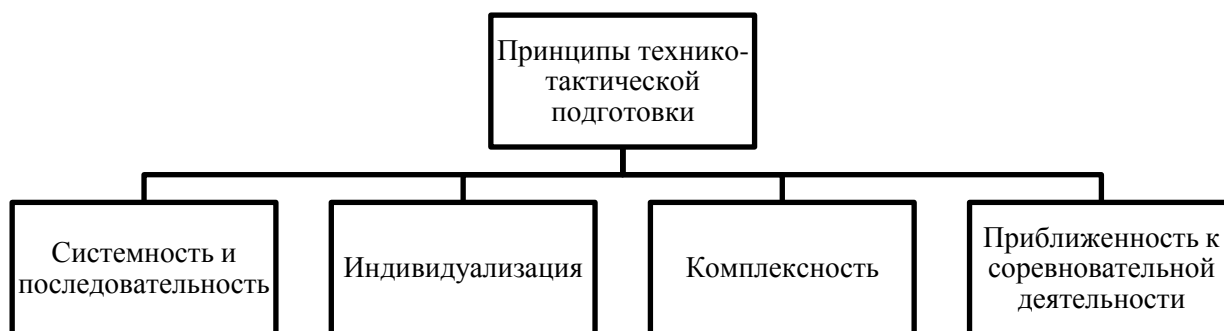 Принципы технико-
тактической
подготовки
Системность и
последовательность
Индивидуализация
Комплексность
Приближенность к
соревновательной
деятельности